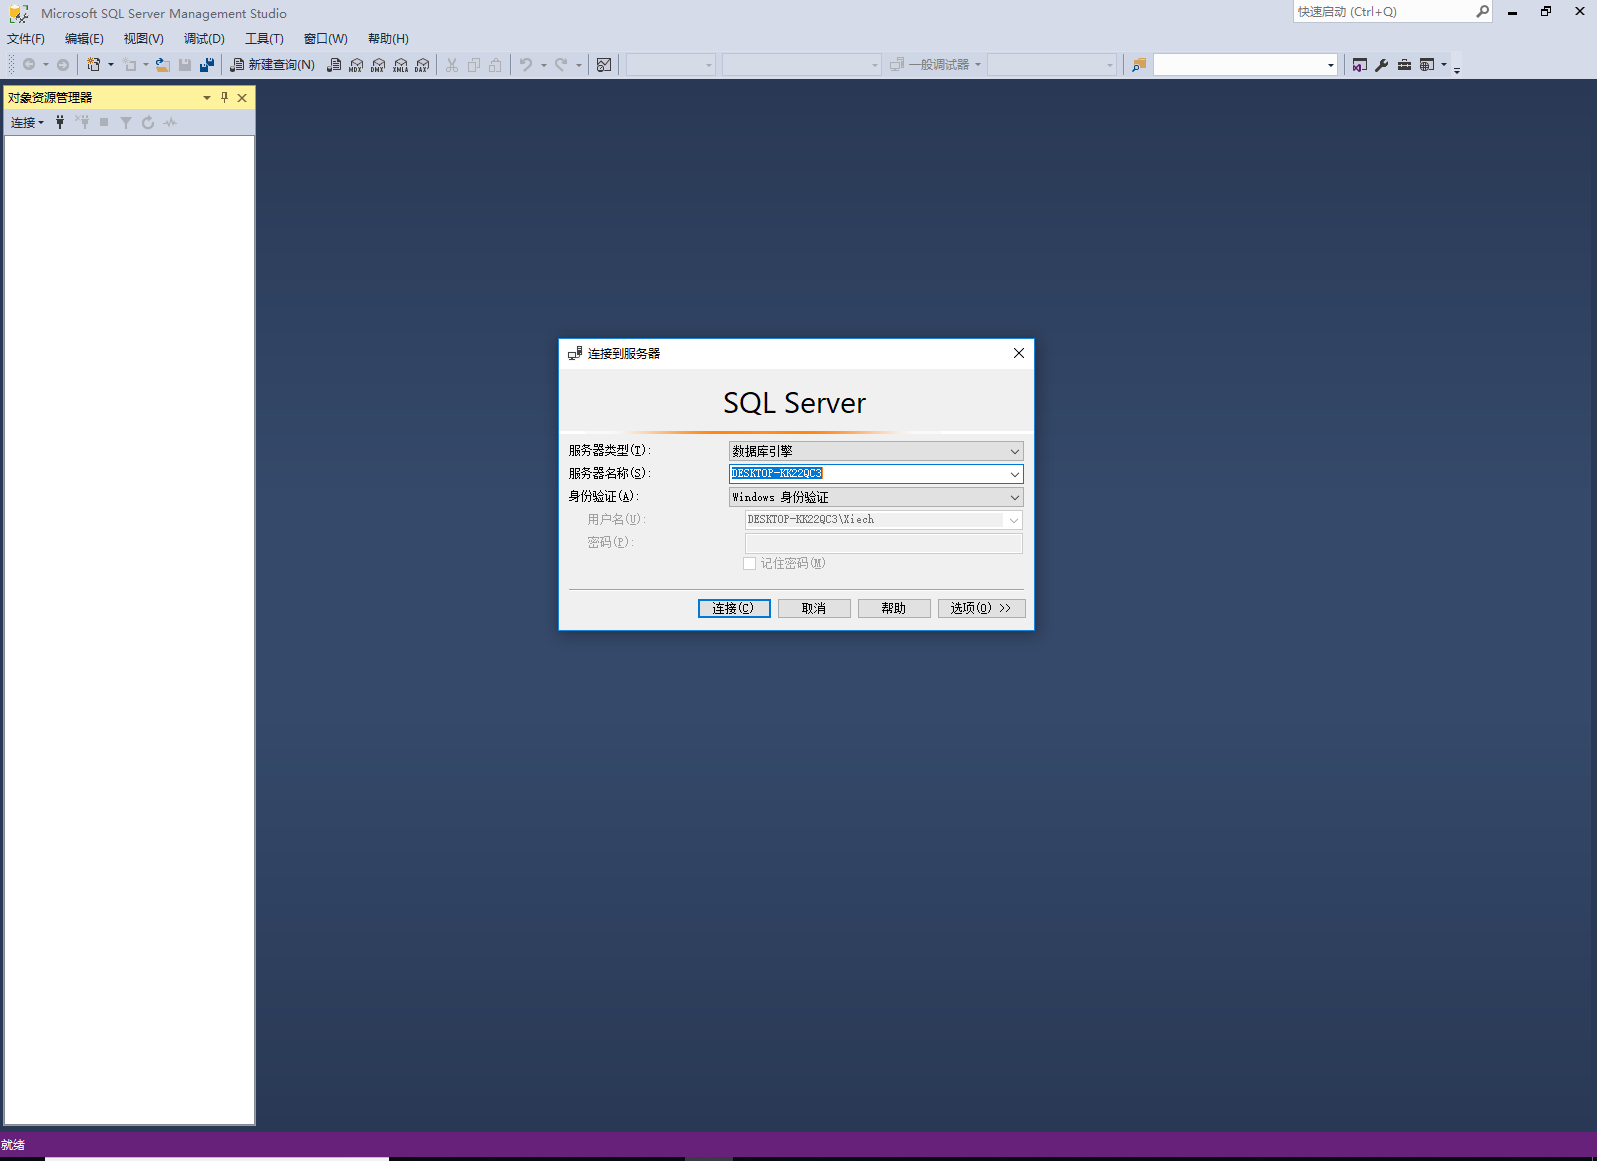 Microsoft SQL Server Management Studio
快速启动 (Ctrl+Q)
文件(F) 编辑(E) 视图(V) 调试(D) 工具(T) 窗口(W) 帮助(H)
新建查询(N) MDX DMX XMLA DAX 一般调试器
对象资源管理器
连接
连接到服务器
SQL Server
服务器类型(T): 数据库引擎
服务器名称(S): DESKTOP-KK22QC3
身份验证(A): Windows 身份验证
用户名(U): DESKTOP-KK22QC3\Xiech
密码(P):
记住密码(M)
连接(C) 取消 帮助 选项(O) >>
就绪